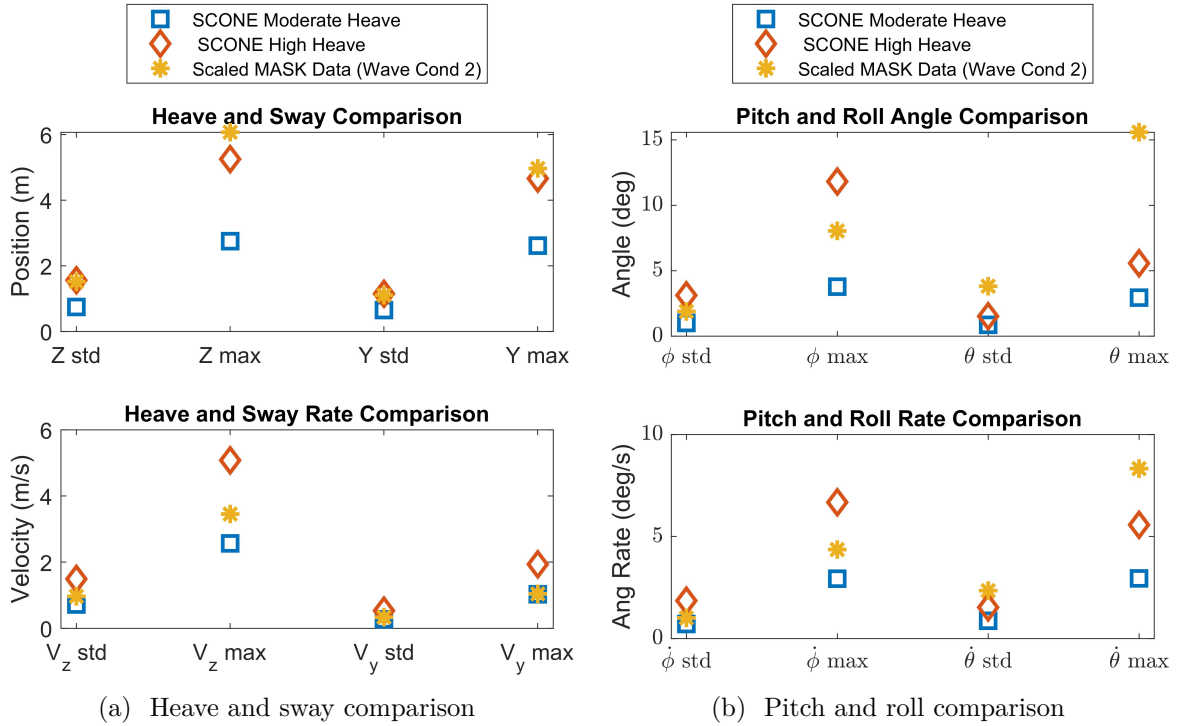 SCONE Moderate Heave
SCONE High Heave
Scaled MASK Data (Wave Cond 2)
Heave and Sway Comparison
Position (m)
6
4
2
0
Z std
Z max
Y std
Y max
Heave and Sway Rate Comparison
Velocity (m/s)
6
4
2
0
V_z std
V_z max
V_y std
V_y max
(a) Heave and sway comparison
SCONE Moderate Heave
SCONE High Heave
Scaled MASK Data (Wave Cond 2)
Pitch and Roll Angle Comparison
Angle (deg)
15
10
5
0
ϕ std
ϕ max
θ std
θ max
Pitch and Roll Rate Comparison
Ang Rate (deg/s)
10
5
0
ϕ̇ std
ϕ̇ max
θ̇ std
θ̇ max
(b) Pitch and roll comparison